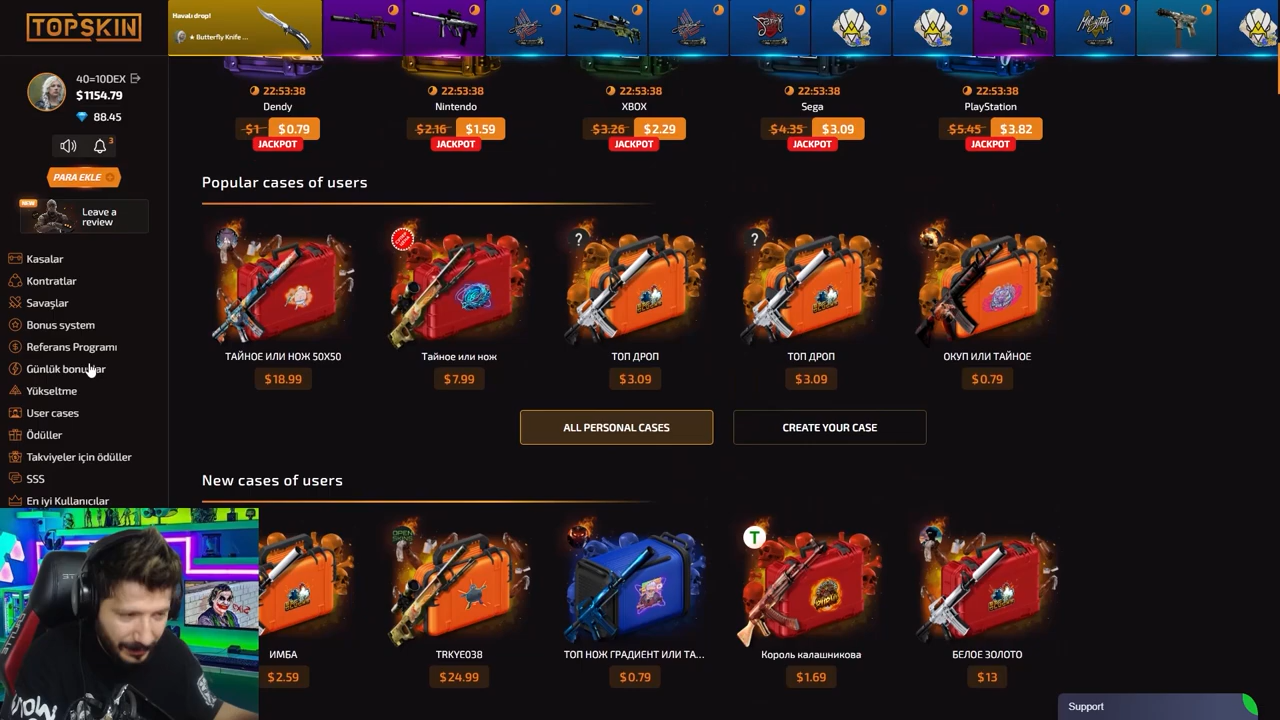 TOPSKIN
Havalı drop!
★ Butterfly Knife ...
40=10DEX
$1154.79
88.45
3
PARA EKLE
NEW
Leave a
review
Kasalar
Kontratlar
Savaşlar
Bonus system
Referans Programı
Günlük bonuslar
Yükseltme
User cases
Ödüller
Takviyeler için ödüller
SSS
En iyi Kullanıcılar
22:53:38 22:53:38 22:53:38 22:53:38 22:53:38
Dendy Nintendo XBOX Sega PlayStation
$1 $0.79 $2.16 $1.59 $3.26 $2.29 $4.35 $3.09 $5.45 $3.82
JACKPOT JACKPOT JACKPOT JACKPOT JACKPOT
Popular cases of users
? ?
ТАЙНОЕ ИЛИ НОЖ 50X50 Тайное или нож ТОП ДРОП ТОП ДРОП ОКУП ИЛИ ТАЙНОЕ
$18.99 $7.99 $3.09 $3.09 $0.79
ALL PERSONAL CASES CREATE YOUR CASE
New cases of users
T
ИМБА TRKYE038 ТОП НОЖ ГРАДИЕНТ ИЛИ ТА... Король калашникова БЕЛОЕ ЗОЛОТО
$2.59 $24.99 $0.79 $1.69 $13
Support